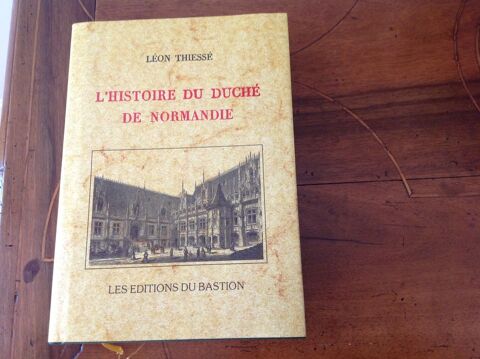 LÉON THIESSÉ
L'HISTOIRE DU DUCHÉ
DE NORMANDIE
LES EDITIONS DU BASTION